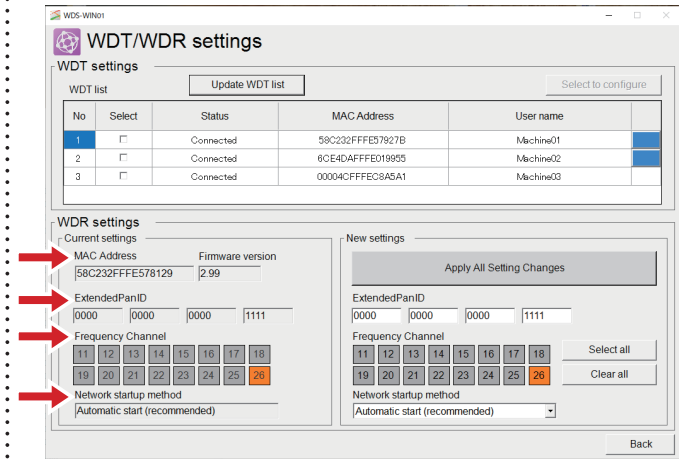 WDS-WIN01
WDT/WDR settings
WDT settings
WDT list
Update WDT list
Select to configure
No Select Status MAC Address User name
1 Connected 58C232FFFE57927B Machine01
2 Connected 6CE4DAFFFE019955 Machine02
3 Connected 00004CFFFEC8A5A1 Machine03
WDR settings
Current settings
MAC Address Firmware version
58C232FFFE578129 2.99
ExtendedPanID
0000 0000 0000 1111
Frequency Channel
11 12 13 14 15 16 17 18
19 20 21 22 23 24 25 26
Network startup method
Automatic start (recommended)
New settings
Apply All Setting Changes
ExtendedPanID
0000 0000 0000 1111
Frequency Channel
11 12 13 14 15 16 17 18
19 20 21 22 23 24 25 26
Select all
Clear all
Network startup method
Automatic start (recommended)
Back